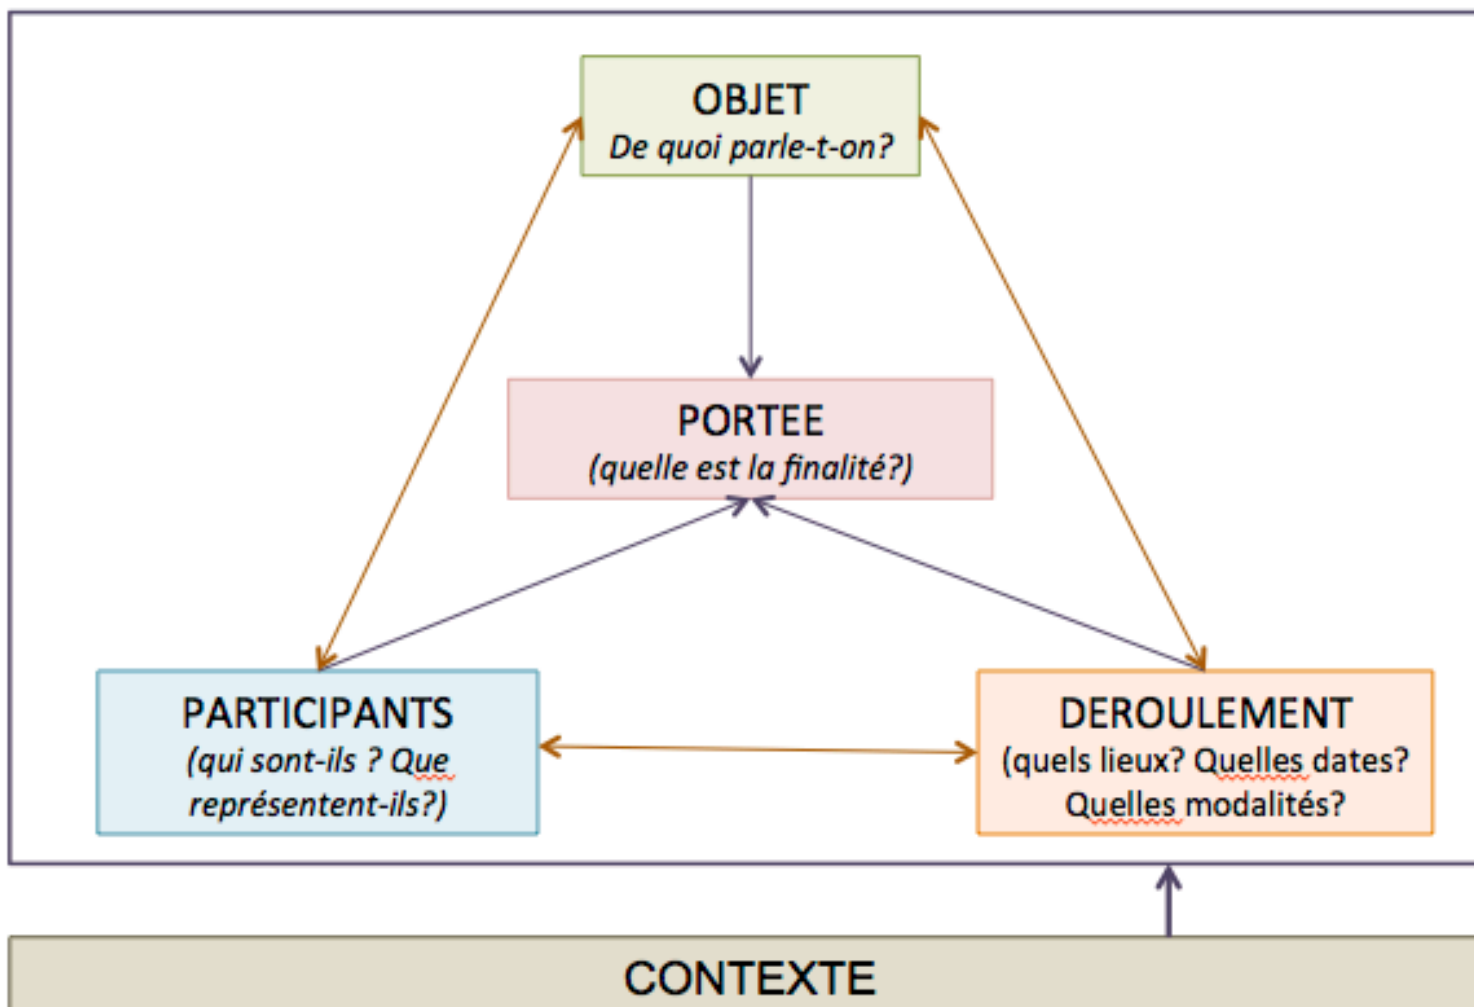 OBJET
De quoi parle-t-on?
PORTEE
(quelle est la finalité?)
PARTICIPANTS
(qui sont-ils ? Que
représentent-ils?)
DEROULEMENT
(quels lieux? Quelles dates?
Quelles modalités?
CONTEXTE